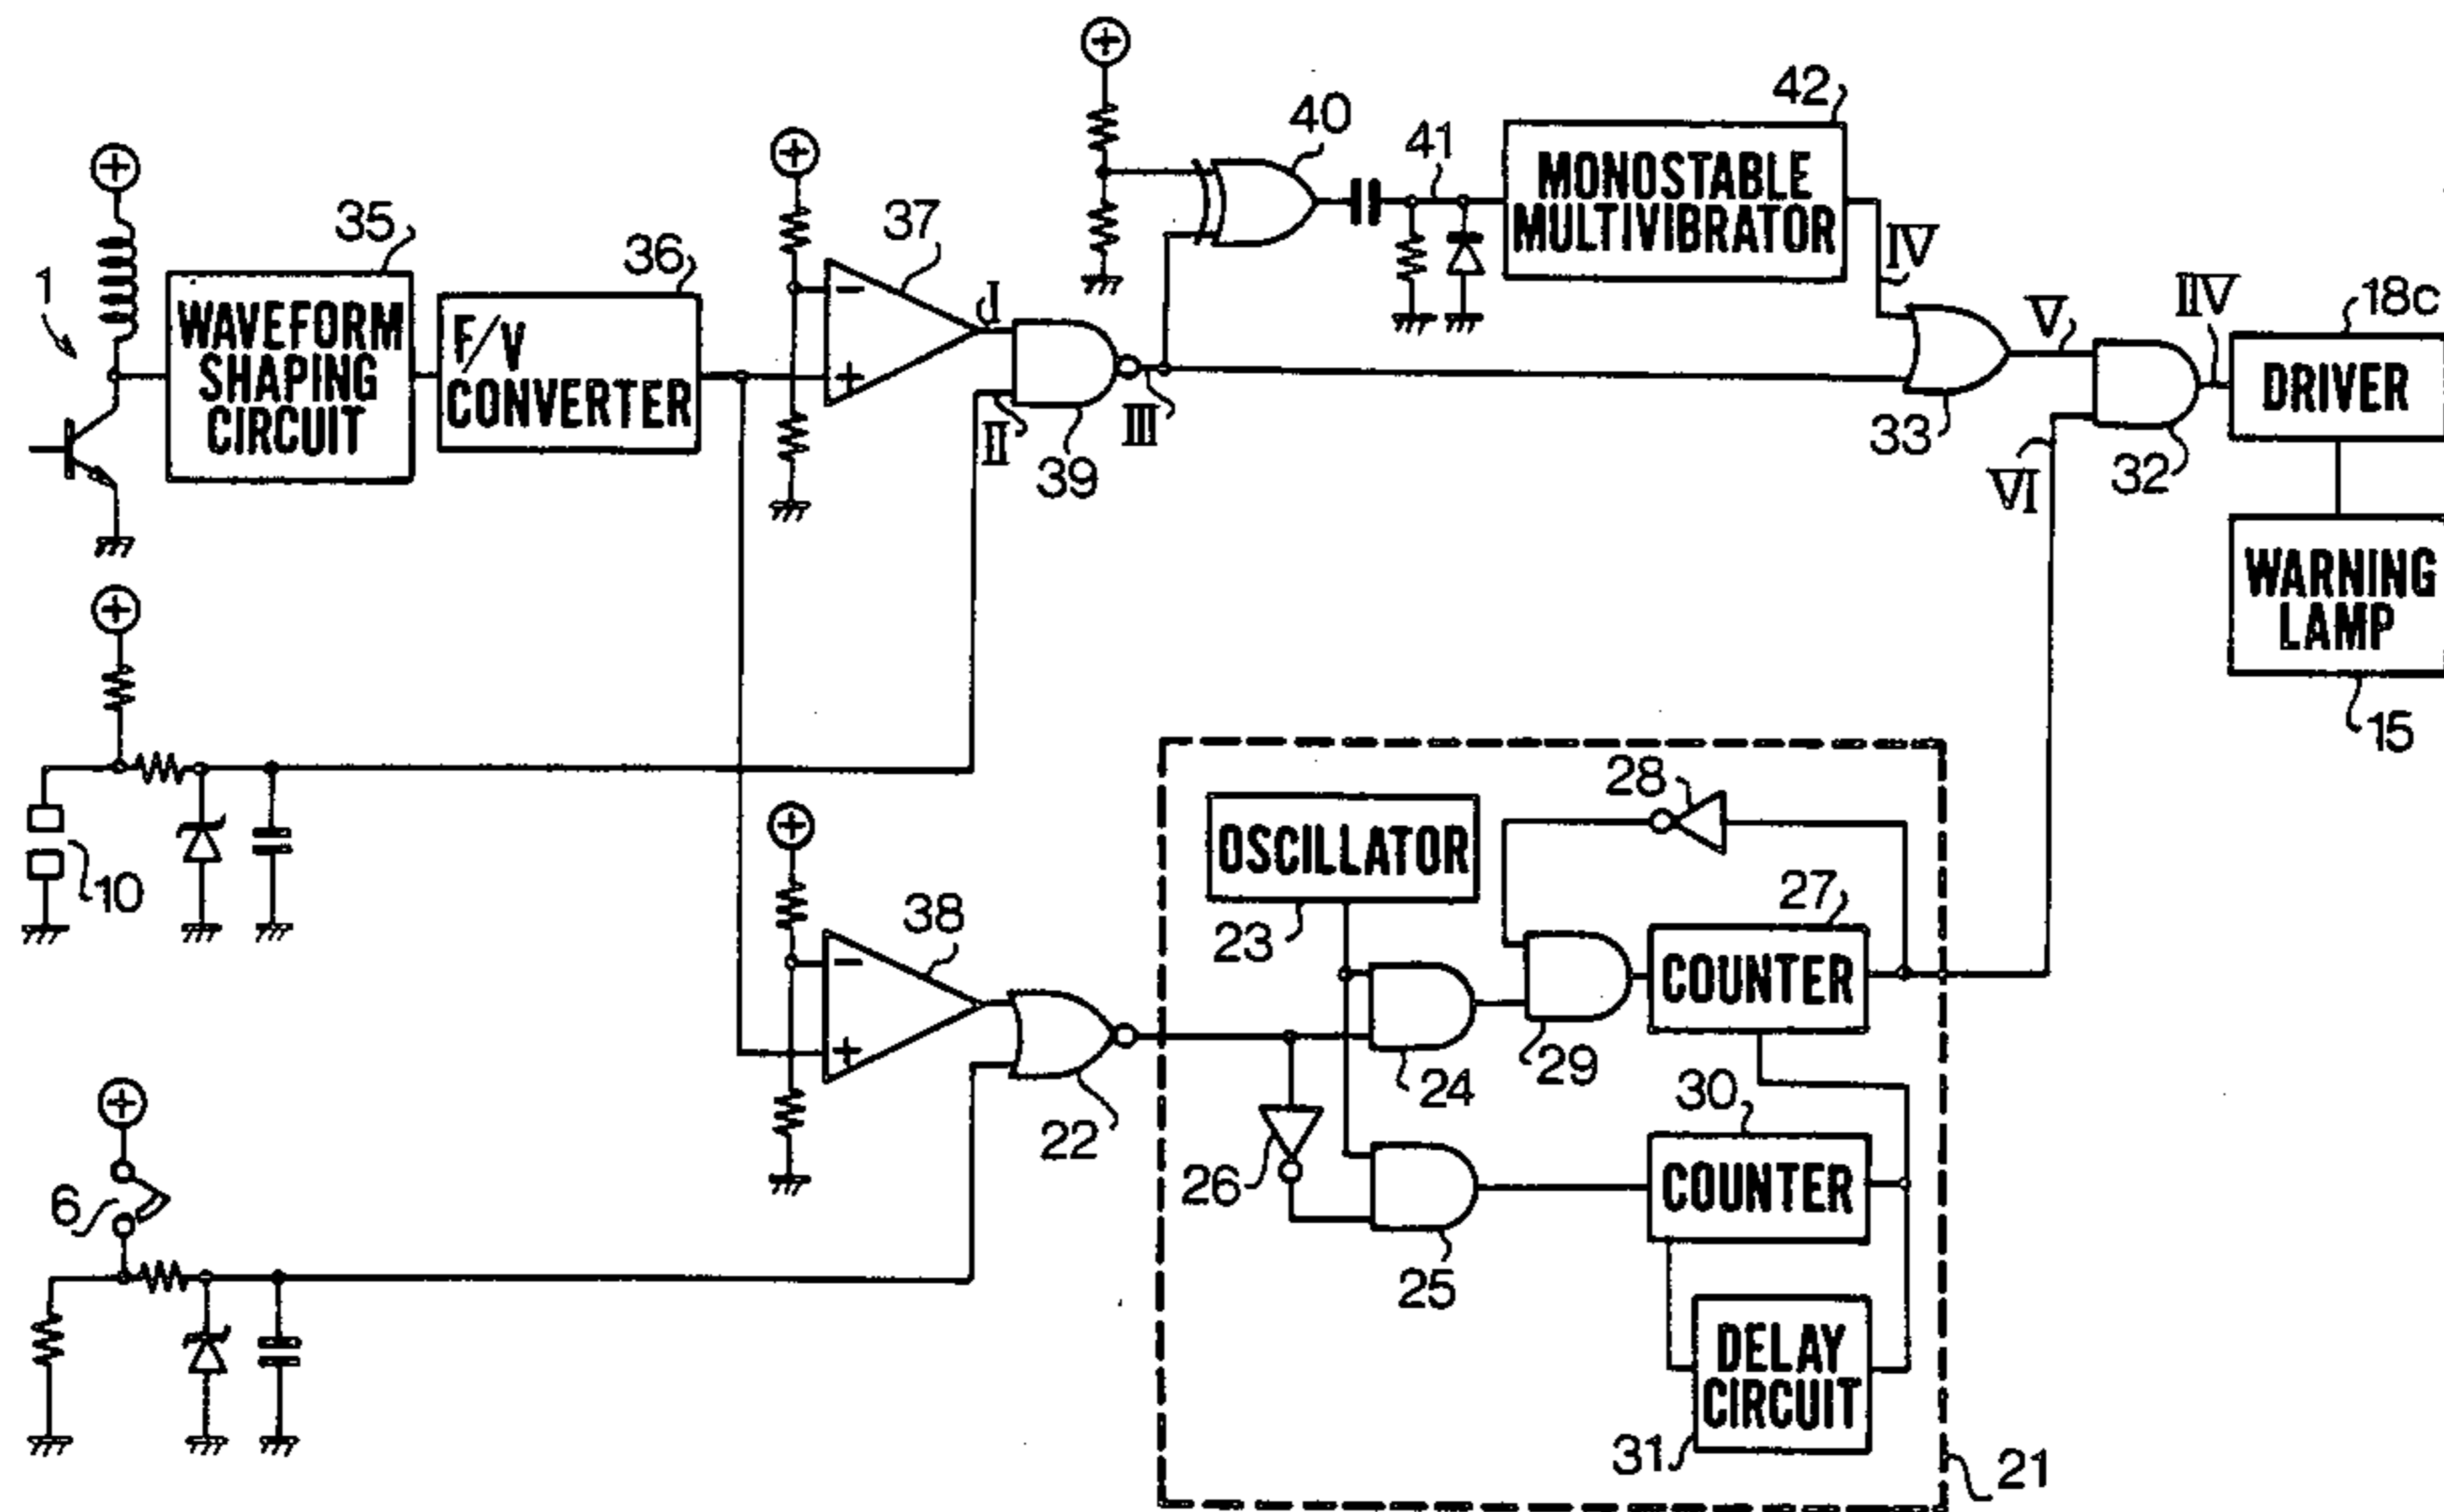 1
35
WAVEFORM
SHAPING
CIRCUIT
36
F/V
CONVERTER
37
I
II
39
III
40
41
42
MONOSTABLE
MULTIVIBRATOR
IV
33
V
VI
32
IIV
18c
DRIVER
WARNING
LAMP
15
10
6
38
22
OSCILLATOR
23
24
25
26
28
29
27
COUNTER
30
COUNTER
DELAY
CIRCUIT
31
21